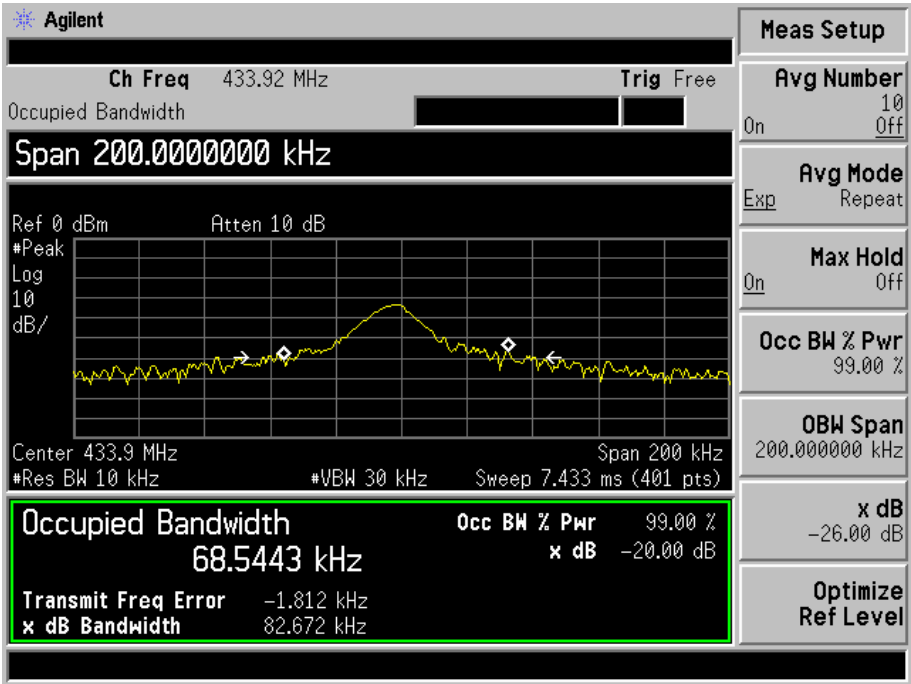 Agilent
Ch Freq 433.92 MHz Trig Free
Occupied Bandwidth
Span 200.0000000 kHz
Ref 0 dBm Atten 10 dB
#Peak
Log
10
dB/
Center 433.9 MHz Span 200 kHz
#Res BW 10 kHz #VBW 30 kHz Sweep 7.433 ms (401 pts)
Occupied Bandwidth
68.5443 kHz
Occ BW % Pwr 99.00 %
x dB -20.00 dB
Transmit Freq Error -1.812 kHz
x dB Bandwidth 82.672 kHz
Meas Setup
Avg Number
10
On Off
Avg Mode
Exp Repeat
Max Hold
On Off
Occ BW % Pwr
99.00 %
OBW Span
200.000000 kHz
x dB
-26.00 dB
Optimize
Ref Level